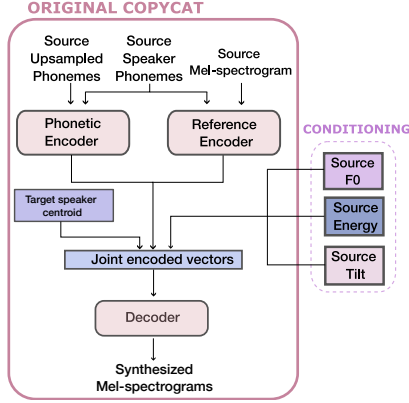 ORIGINAL COPYCAT
Source
Upsampled
Phonemes
Source
Speaker
Phonemes
Source
Mel-spectrogram
Phonetic
Encoder
Reference
Encoder
CONDITIONING
Source
F0
Source
Energy
Source
Tilt
Target speaker
centroid
Joint encoded vectors
Decoder
Synthesized
Mel-spectrograms